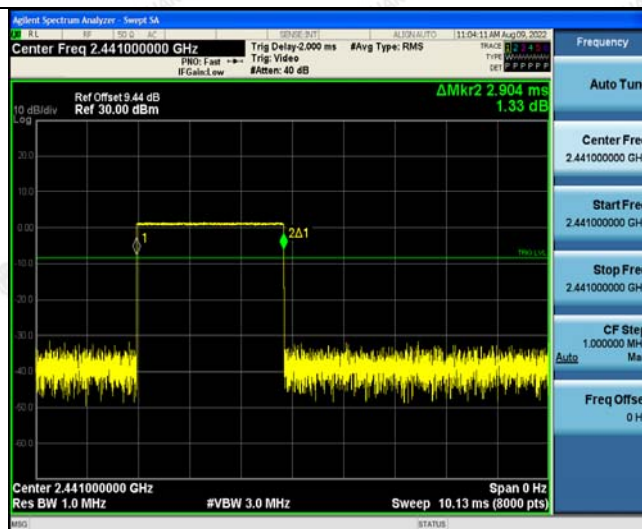 Agilent Spectrum Analyzer - Swept SA
RL RF 50 Ω AC SENSE:INT ALIGNAUTO 11:04:11 AM Aug 09, 2022
Center Freq 2.441000000 GHz
PNO: Fast
IFGain:Low
Trig Delay-2.000 ms
Trig: Video
#Atten: 40 dB
#Avg Type: RMS
TRACE 1 2 3 4 5 6
TYPE
DET P P P P P P
Frequency
ΔMkr2 2.904 ms
1.33 dB
Ref Offset 9.44 dB
10 dB/div Ref 30.00 dBm
Log
20.0
10.0
0.00
-10.0
-20.0
-30.0
-40.0
-50.0
-60.0
1
2Δ1
TRIG LVL
Center 2.441000000 GHz
Span 0 Hz
Res BW 1.0 MHz
#VBW 3.0 MHz
Sweep 10.13 ms (8000 pts)
MSG
STATUS
Auto Tun
Center Fre
2.441000000 GH
Start Fre
2.441000000 GH
Stop Fre
2.441000000 GH
CF Ste
1.000000 MH
Auto Ma
Freq Offse
0 H